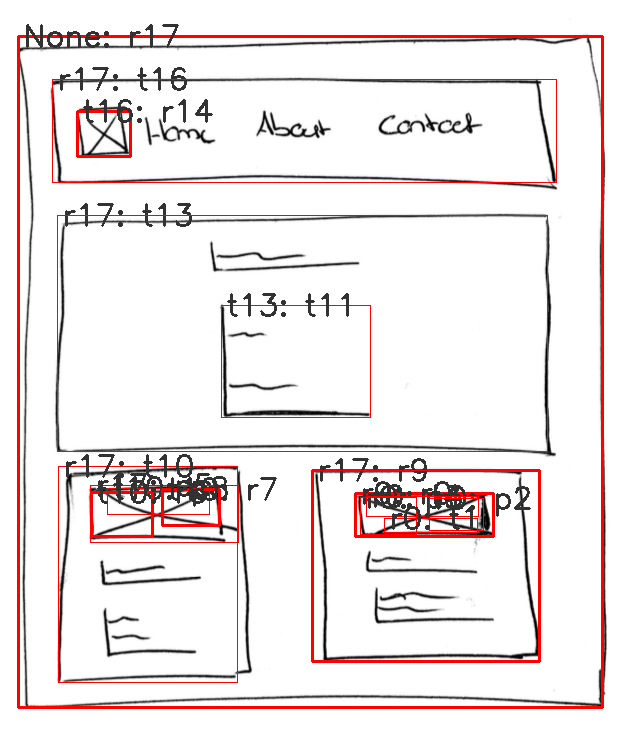 None: r17
r17: t16
t16: r14
Home About Contact
r17: t13
t13: t11
r17: t10
r7
r17: r9
p2
r0: t1